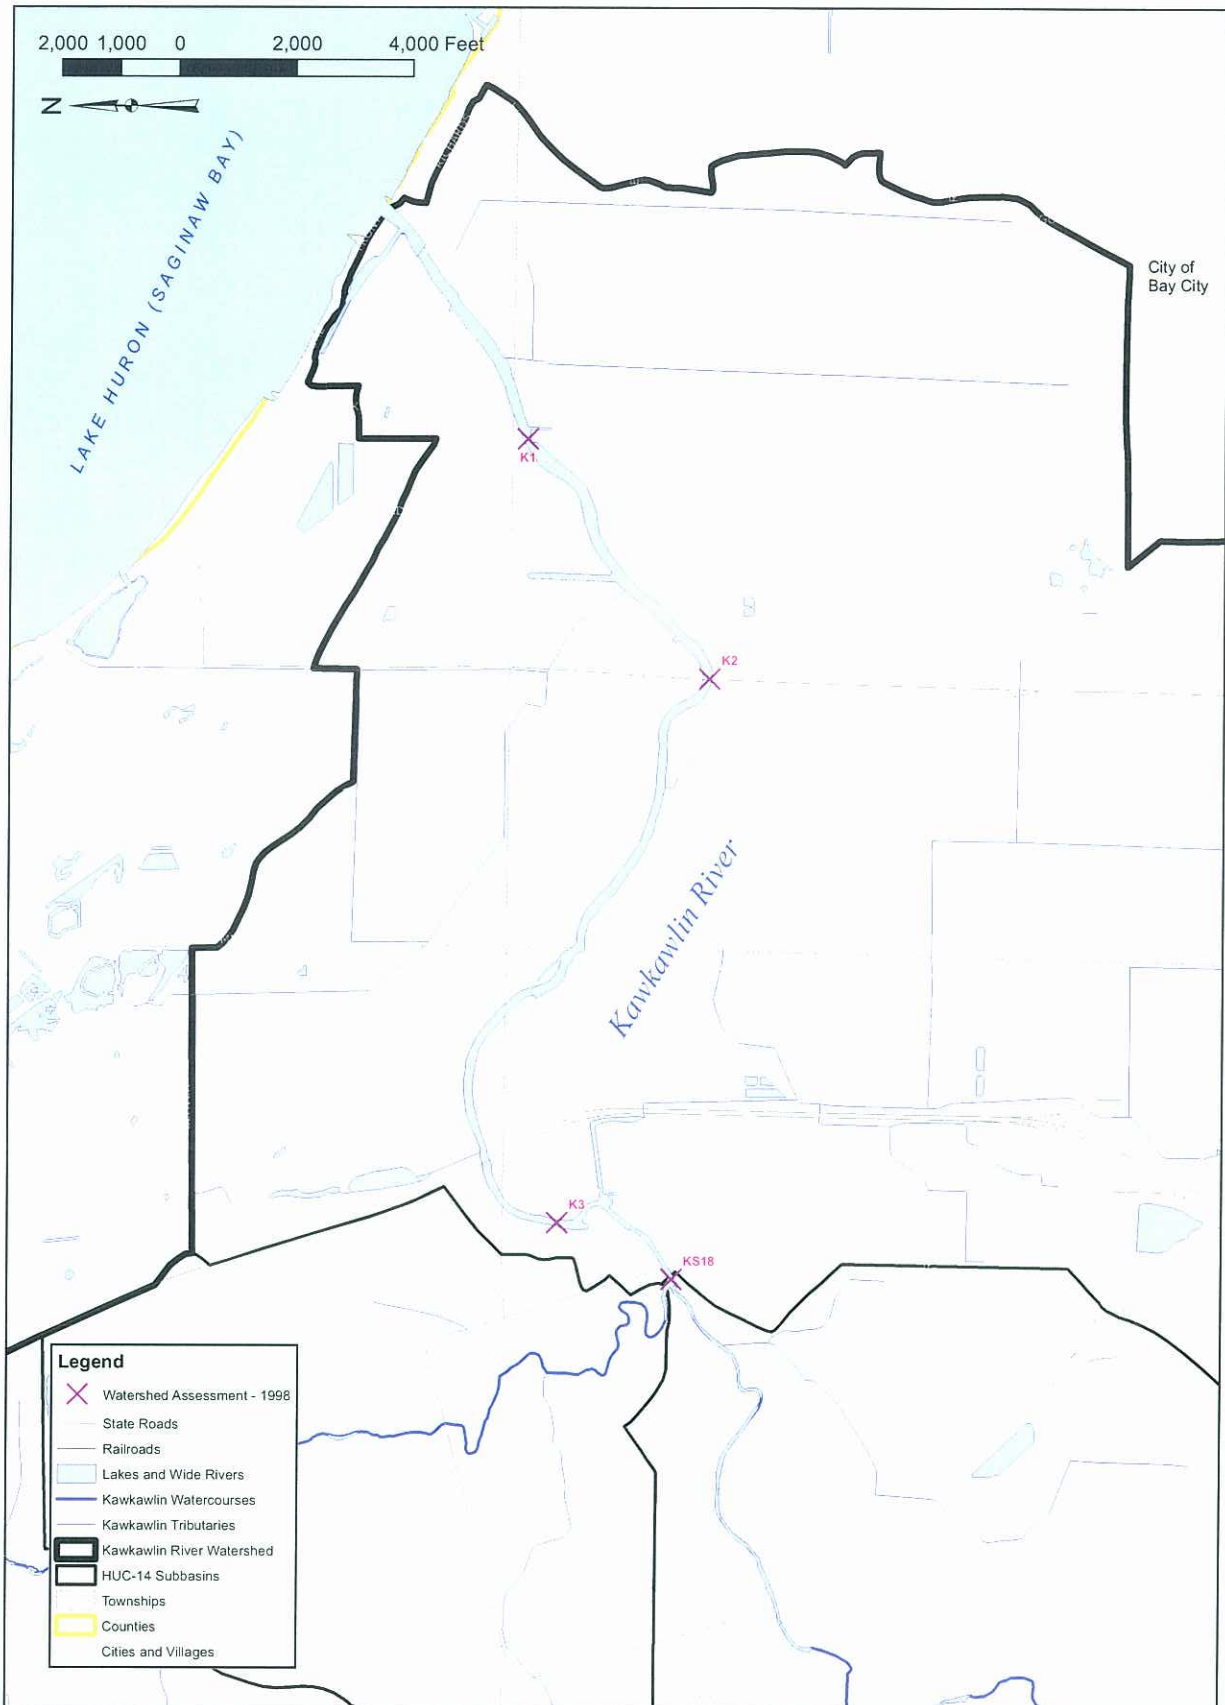 2,000 1,000 0 2,000 4,000 Feet
N
LAKE HURON (SAGINAW BAY)
City of
Bay City
K1
K2
Kawkawlin River
K3
KS18
Legend
Watershed Assessment - 1998
State Roads
Railroads
Lakes and Wide Rivers
Kawkawlin Watercourses
Kawkawlin Tributaries
Kawkawlin River Watershed
HUC-14 Subbasins
Townships
Counties
Cities and Villages